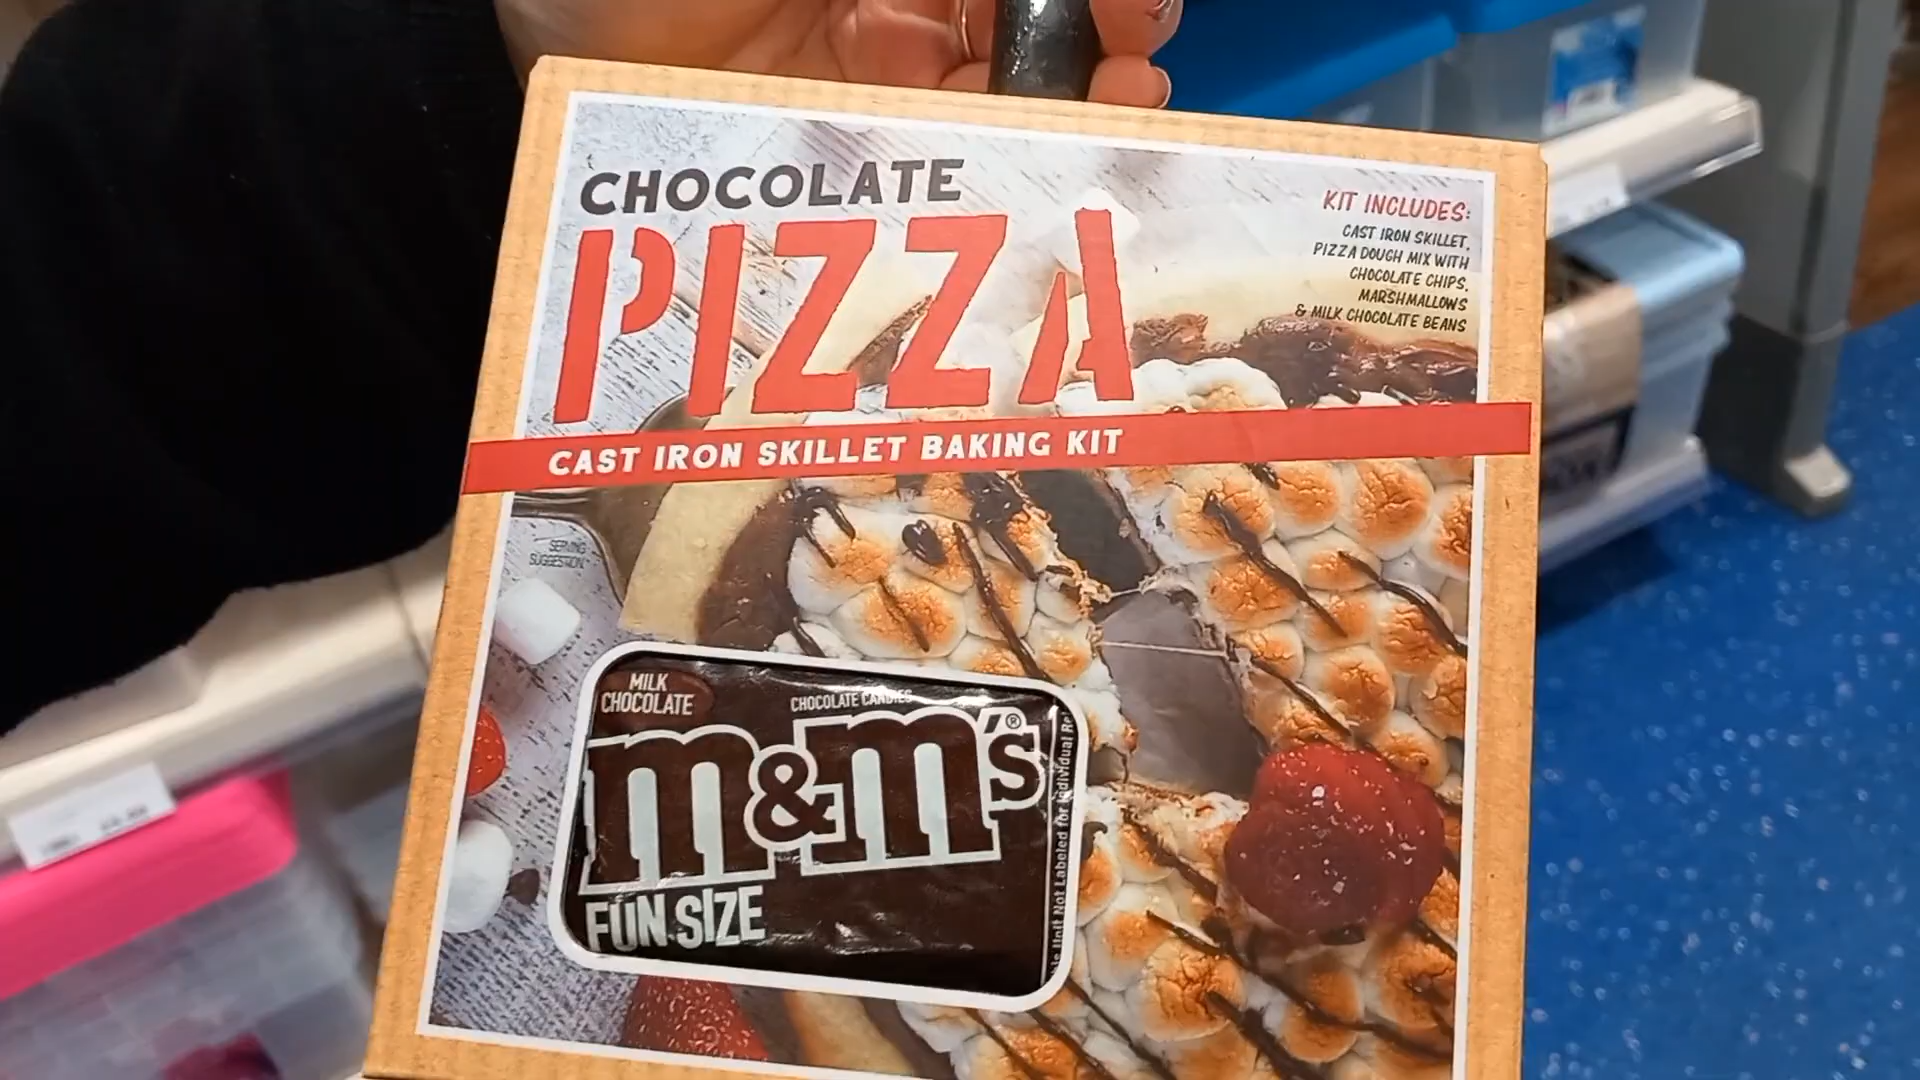 CHOCOLATE
PIZZA
CAST IRON SKILLET BAKING KIT
KIT INCLUDES:
CAST IRON SKILLET,
PIZZA DOUGH MIX WITH
CHOCOLATE CHIPS,
MARSHMALLOWS
& MILK CHOCOLATE BEANS
SERVING
SUGGESTION
MILK
CHOCOLATE
CHOCOLATE CANDIES
m&m's®
FUN SIZE
Unit Not Labeled for Individual